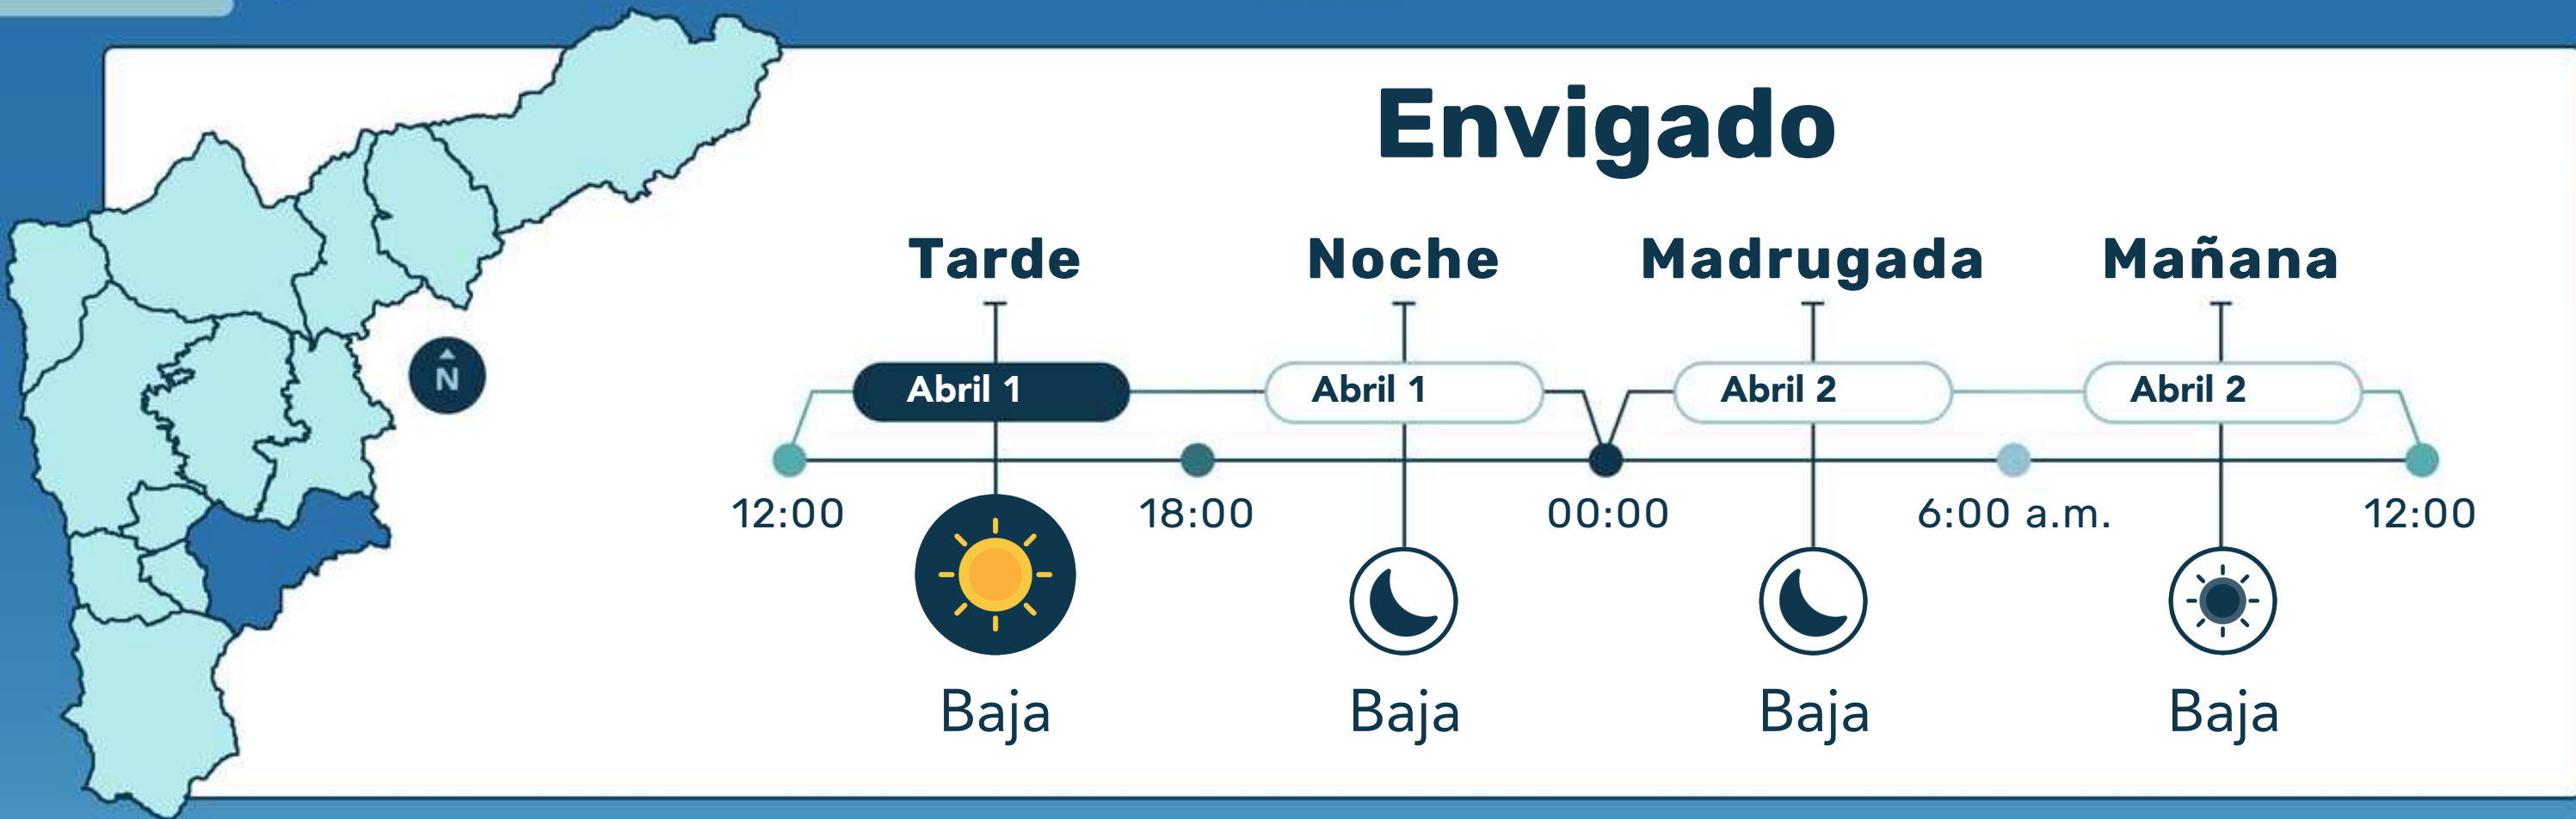 Envigado
Tarde Noche Madrugada Mañana
Abril 1 Abril 1 Abril 2 Abril 2
N
12:00 18:00 00:00 6:00 a.m. 12:00
Baja Baja Baja Baja